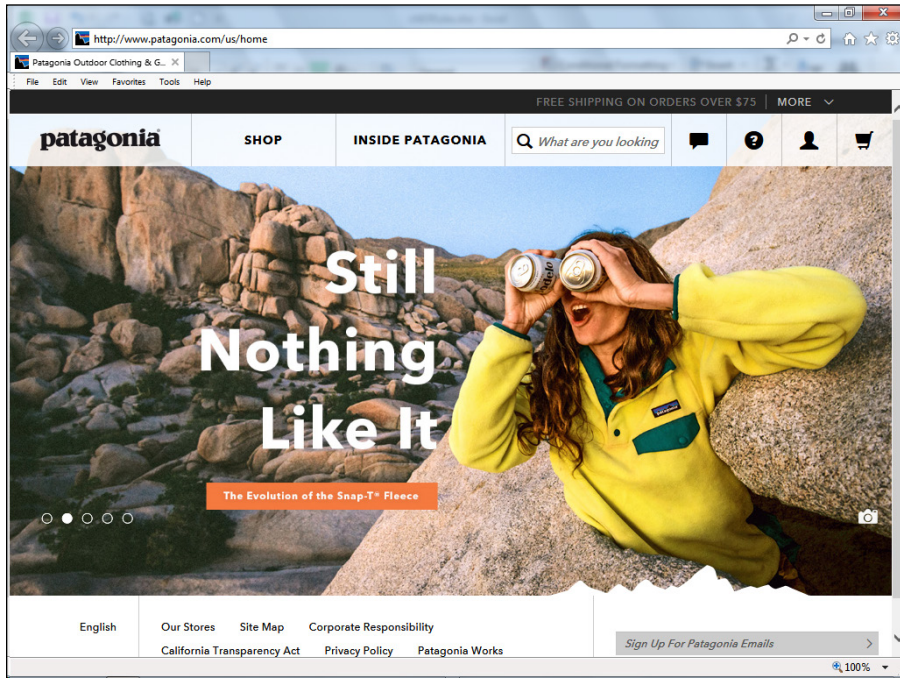 http://www.patagonia.com/us/home
Patagonia Outdoor Clothing & G...
File Edit View Favorites Tools Help
FREE SHIPPING ON ORDERS OVER $75 | MORE
patagonia
SHOP
INSIDE PATAGONIA
What are you looking
Still
Nothing
Like It
The Evolution of the Snap-T® Fleece
English
Our Stores Site Map Corporate Responsibility
California Transparency Act Privacy Policy Patagonia Works
Sign Up For Patagonia Emails
100%